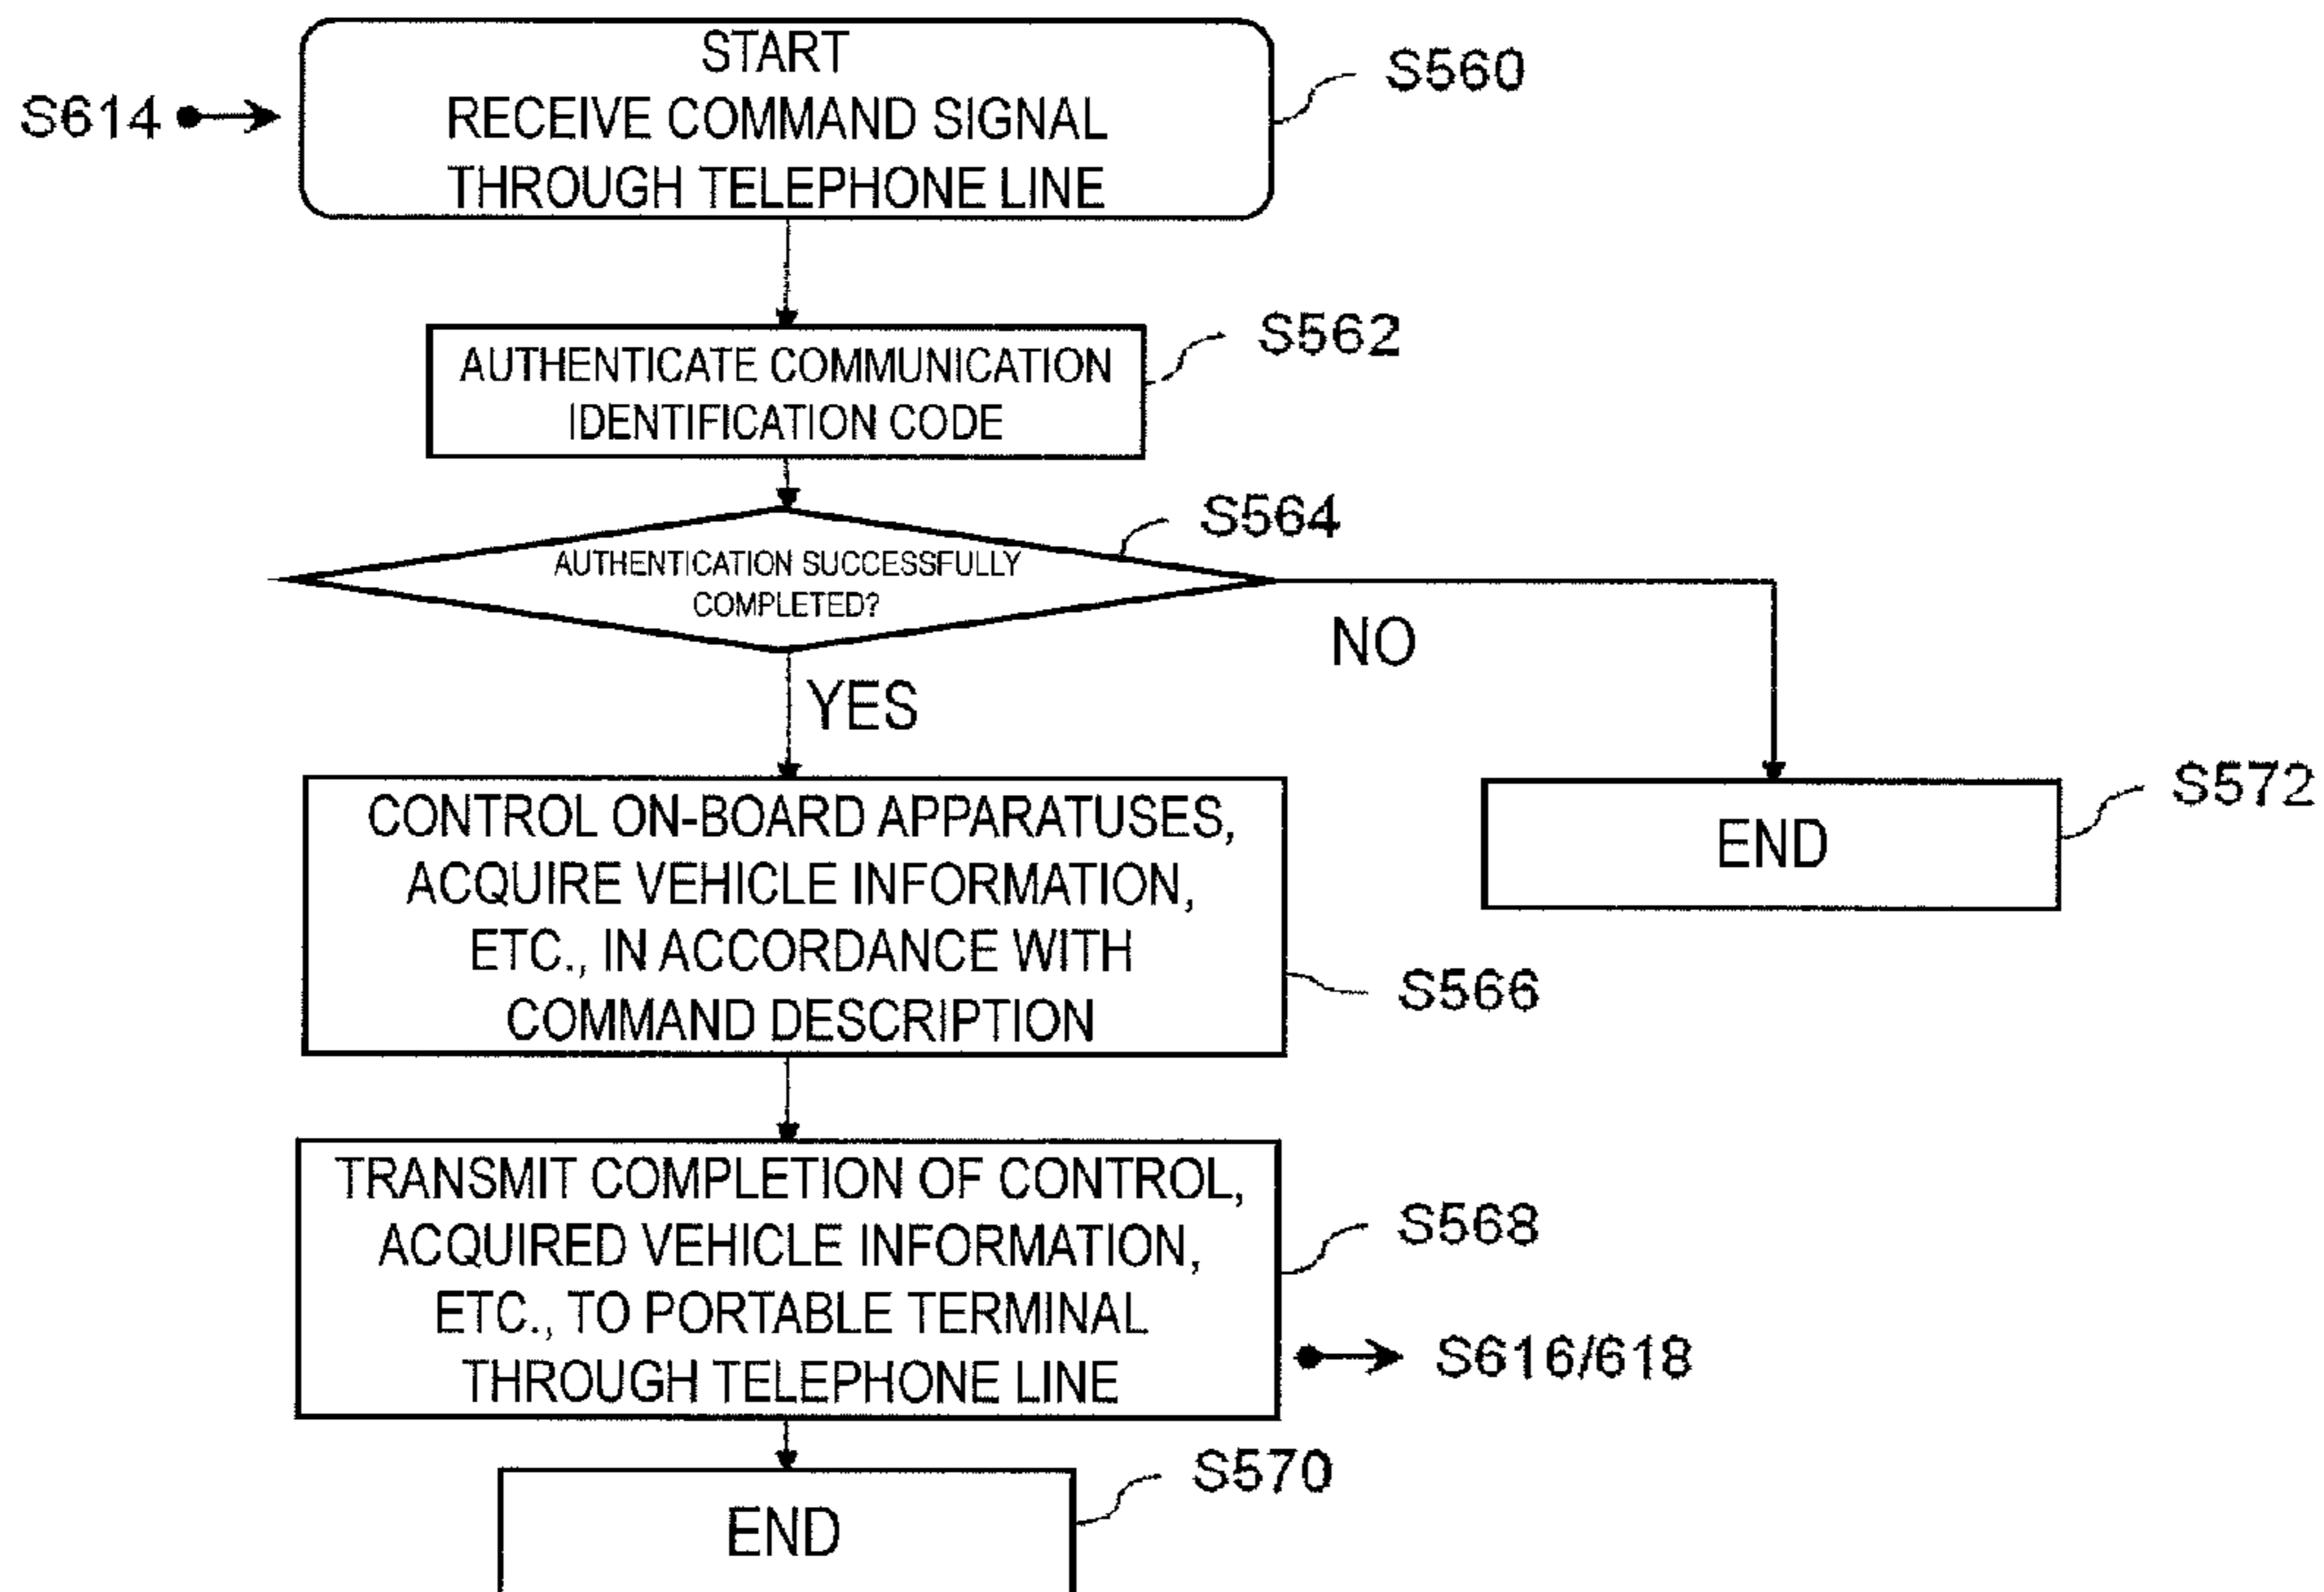 START
S560
S614
RECEIVE COMMAND SIGNAL
THROUGH TELEPHONE LINE
S562
AUTHENTICATE COMMUNICATION
IDENTIFICATION CODE
S564
AUTHENTICATION SUCCESSFULLY
COMPLETED?
NO
YES
CONTROL ON-BOARD APPARATUSES,
ACQUIRE VEHICLE INFORMATION,
ETC., IN ACCORDANCE WITH
COMMAND DESCRIPTION
S566
END
S572
TRANSMIT COMPLETION OF CONTROL,
ACQUIRED VEHICLE INFORMATION,
ETC., TO PORTABLE TERMINAL
THROUGH TELEPHONE LINE
S568
S616/618
END
S570